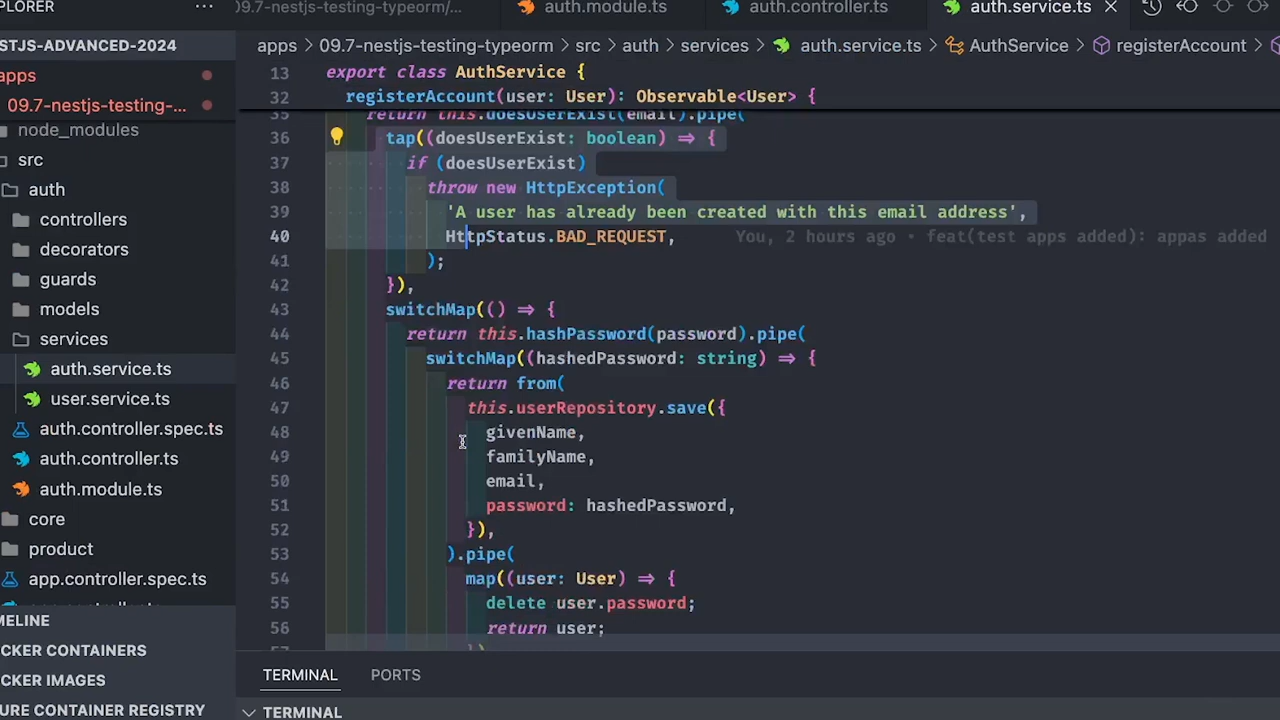 PLORER ...
09.7-nestjs-testing-typeorm/...
auth.module.ts
auth.controller.ts
auth.service.ts
STJS-ADVANCED-2024
apps
09.7-nestjs-testing-...
node_modules
src
auth
controllers
decorators
guards
models
services
auth.service.ts
user.service.ts
auth.controller.spec.ts
auth.controller.ts
auth.module.ts
core
product
app.controller.spec.ts
MELINE
CKER CONTAINERS
CKER IMAGES
URE CONTAINER REGISTRY
apps > 09.7-nestjs-testing-typeorm > src > auth > services > auth.service.ts > AuthService > registerAccount >
13 export class AuthService {
32 registerAccount(user: User): Observable<User> {
35 return this.doesUserExist(email).pipe(
36 tap((doesUserExist: boolean) => {
37 if (doesUserExist)
38 throw new HttpException(
39 'A user has already been created with this email address',
40 HttpStatus.BAD_REQUEST, You, 2 hours ago • feat(test apps added): appas added
41 );
42 }),
43 switchMap(() => {
44 return this.hashPassword(password).pipe(
45 switchMap((hashedPassword: string) => {
46 return from(
47 this.userRepository.save({
48 givenName,
49 familyName,
50 email,
51 password: hashedPassword,
52 }),
53 ).pipe(
54 map((user: User) => {
55 delete user.password;
56 return user;
TERMINAL PORTS
TERMINAL